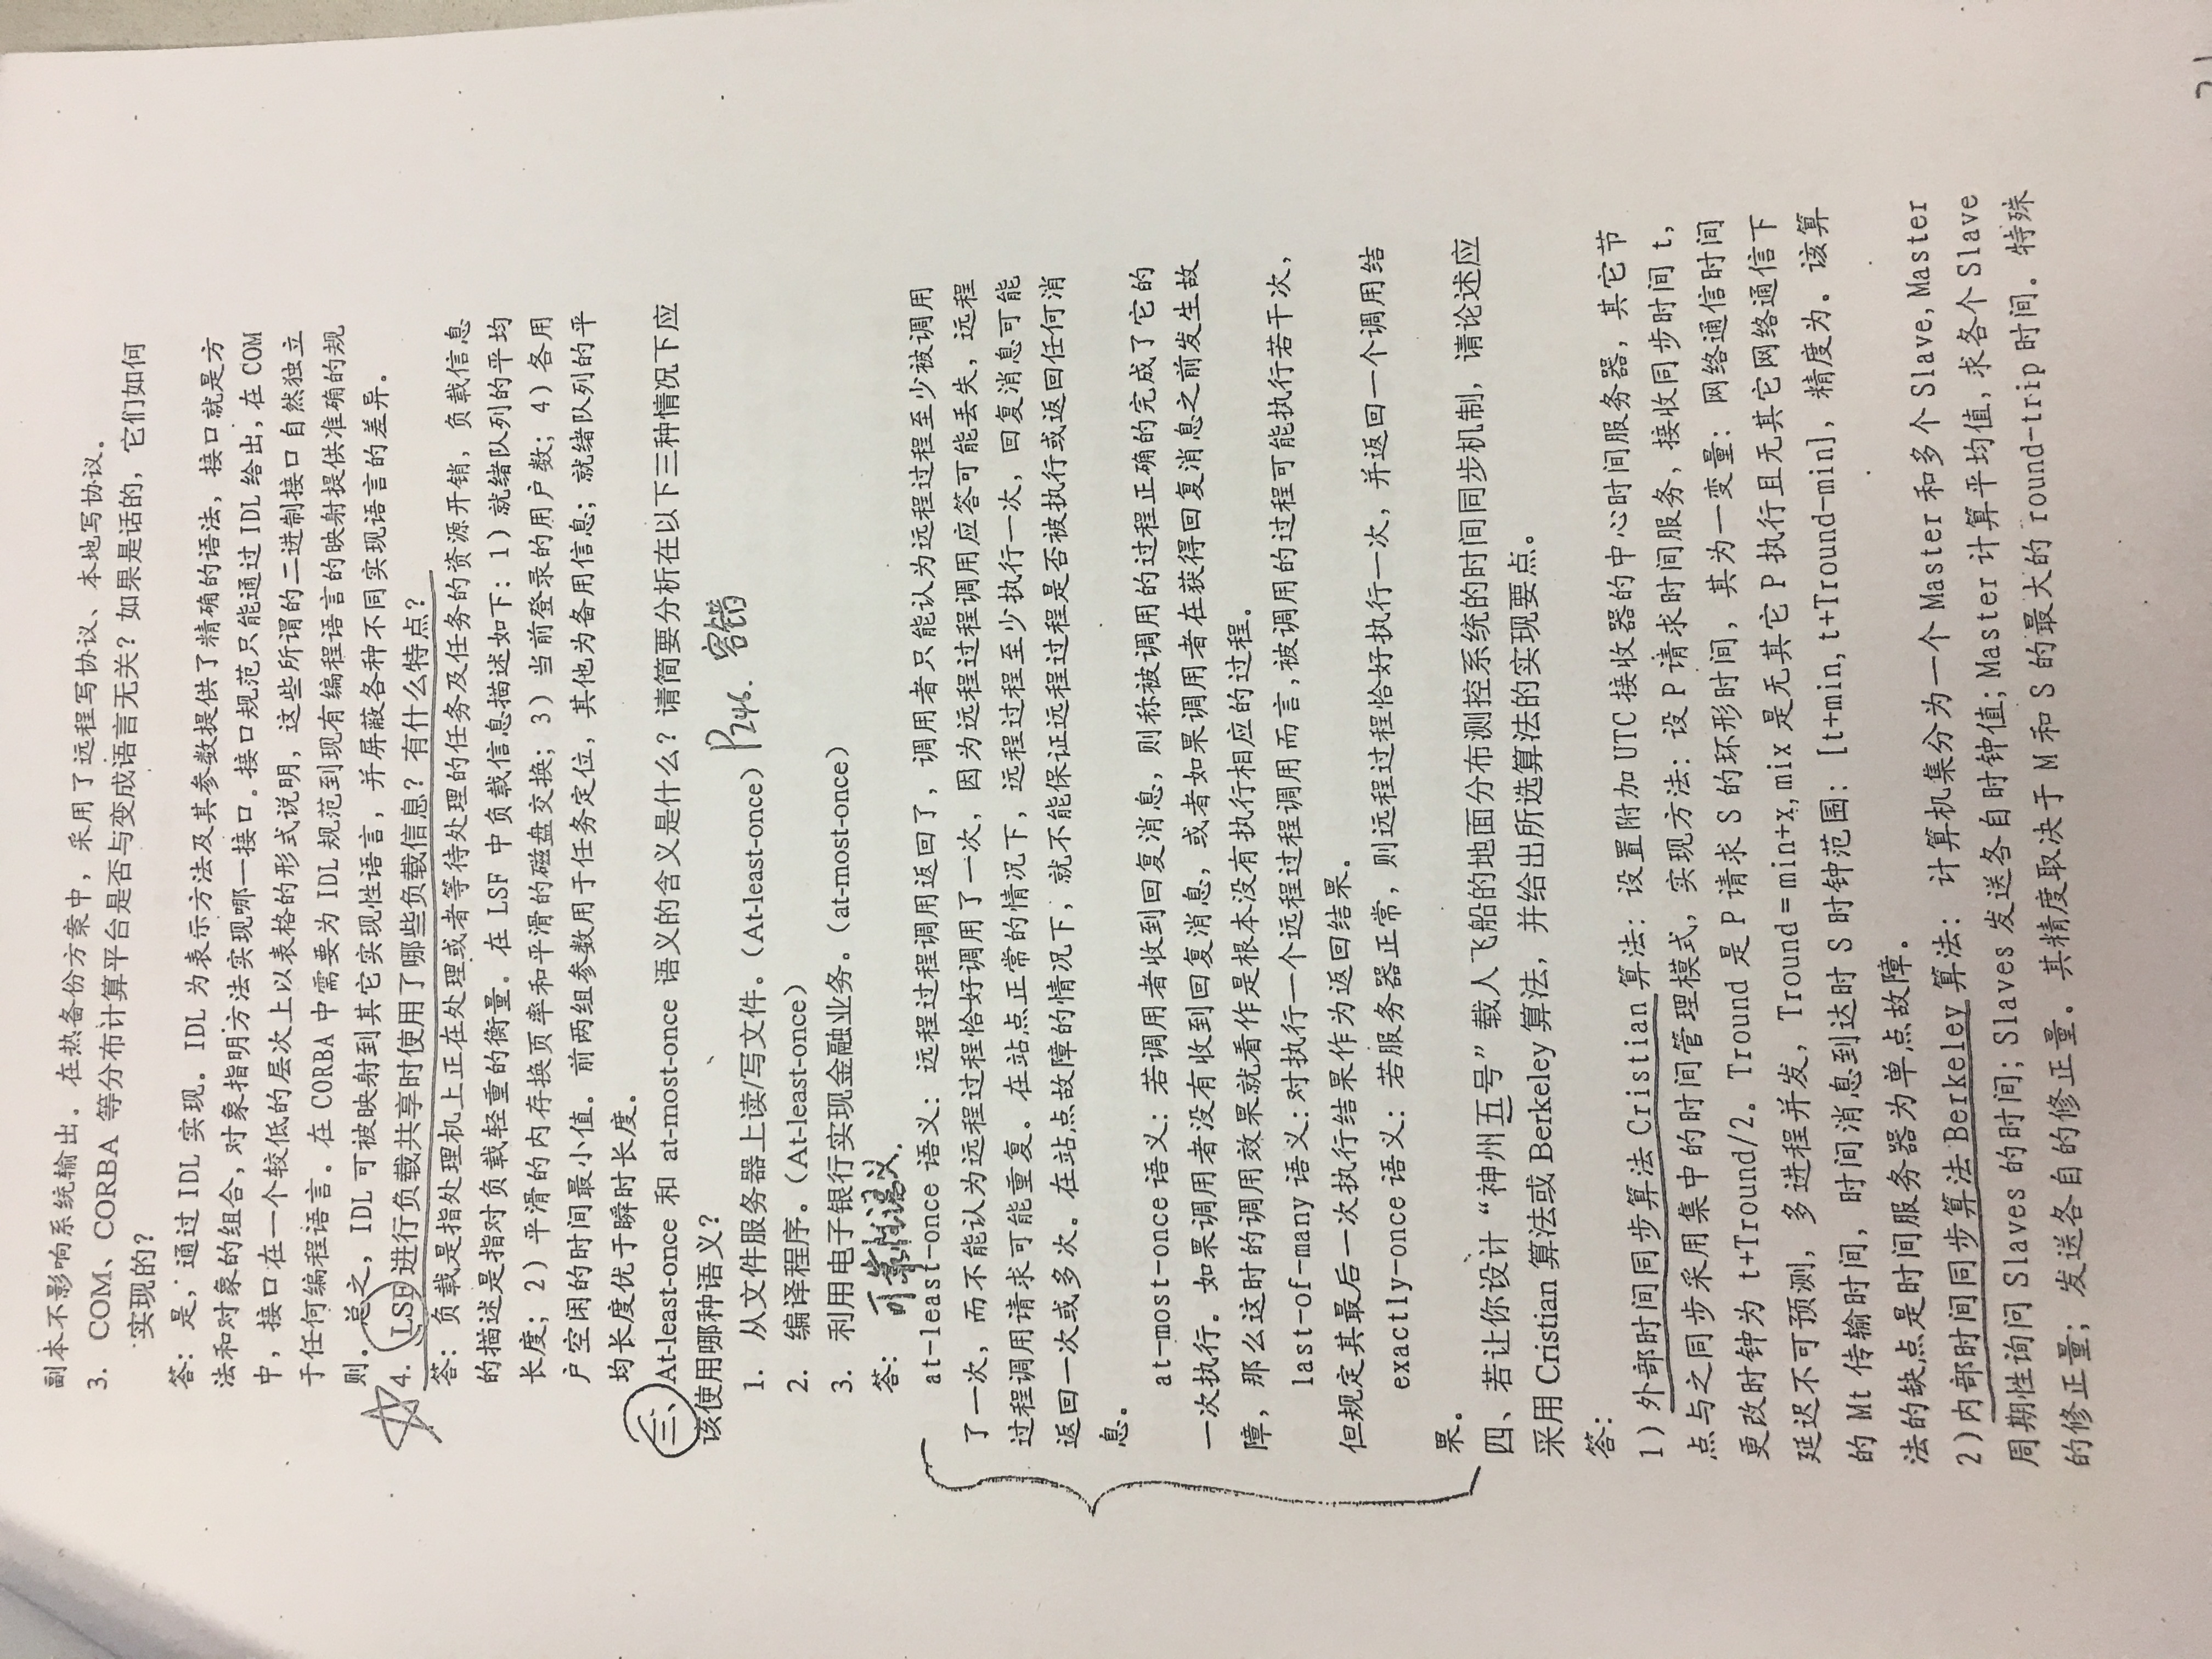 副本不影响系统输出。在热备份方案中，采用了远程写协议、本地写协议。
3. COM、CORBA 等分布计算平台是否与变成语言无关？如果是话的，它们如何
实现的？
答：是，通过 IDL 实现。IDL 为表示方法及其参数提供了精确的语法，接口就是方
法和对象的组合，对象指明方法实现哪一接口。接口规范只能通过 IDL 给出，在 COM
中，接口在一个较低的层次上以表格的形式说明，这些所谓的二进制接口自然独立
于任何编程语言。在 CORBA 中需要为 IDL 规范到现有编程语言的映射提供准确的规
则。总之，IDL 可被映射到其它实现性语言，并屏蔽各种不同实现语言的差异。
4. LSF 进行负载共享时使用了哪些负载信息？有什么特点？
答：负载是指处理机上正在处理或者等待处理的任务及任务的资源开销，负载信息
的描述是指对负载轻重的衡量。在 LSF 中负载信息描述如下：1）就绪队列的平均
长度；2）平滑的内存换页率和平滑的磁盘交换；3）当前登录的用户数；4）各用
户空闲的时间最小值。前两组参数用于任务定位，其他为备用信息；就绪队列的平
均长度优于瞬时长度。
三、At-least-once 和 at-most-once 语义的含义是什么？请简要分析在以下三种情况下应
该使用哪种语义？
1. 从文件服务器上读/写文件。（At-least-once） P246. 容错
2. 编译程序。（At-least-once）
3. 利用电子银行实现金融业务。（at-most-once）
答： 可靠性语义.
at-least-once 语义：远程过程调用返回了，调用者只能认为远程过程至少被调用
了一次，而不能认为远程过程恰好调用了一次，因为远程过程调用应答可能丢失，远程
过程调用请求可能重复。在站点正常的情况下，远程过程至少执行一次，回复消息可能
返回一次或多次。在站点故障的情况下，就不能保证远程过程是否被执行或返回任何消
息。
at-most-once 语义：若调用者收到回复消息，则称被调用的过程正确的完成了它的
一次执行。如果调用者没有收到回复消息，或者如果调用者在获得回复消息之前发生故
障，那么这时的调用效果就看作是根本没有执行相应的过程。
last-of-many 语义：对执行一个远程过程调用而言，被调用的过程可能执行若干次，
但规定其最后一次执行结果作为返回结果。
exactly-once 语义：若服务器正常，则远程过程恰好执行一次，并返回一个调用结
果。
四、若让你设计“神州五号”载人飞船的地面分布测控系统的时间同步机制，请论述应
采用 Cristian 算法或 Berkeley 算法，并给出所选算法的实现要点。
答：
1）外部时间同步算法 Cristian 算法：设置附加 UTC 接收器的中心时间服务器，其它节
点与之同步采用集中的时间管理模式，实现方法：设 P 请求时间服务，接收同步时间 t，
更改时钟为 t+Tround/2。Tround 是 P 请求 S 的环形时间，其为一变量：网络通信时间
延迟不可预测，多进程并发，Tround＝min+x,mix 是无其它 P 执行且无其它网络通信下
的 Mt 传输时间，时间消息到达时 S 时钟范围：[t+min, t+Tround-min]，精度为。该算
法的缺点是时间服务器为单点故障。
2）内部时间同步算法 Berkeley 算法： 计算机集分为一个 Master 和多个 Slave，Master
周期性询问 Slaves 的时间；Slaves 发送各自时钟值；Master 计算平均值，求各个 Slave
的修正量；发送各自的修正量。其精度取决于 M 和 S 的最大的 round-trip 时间。特殊